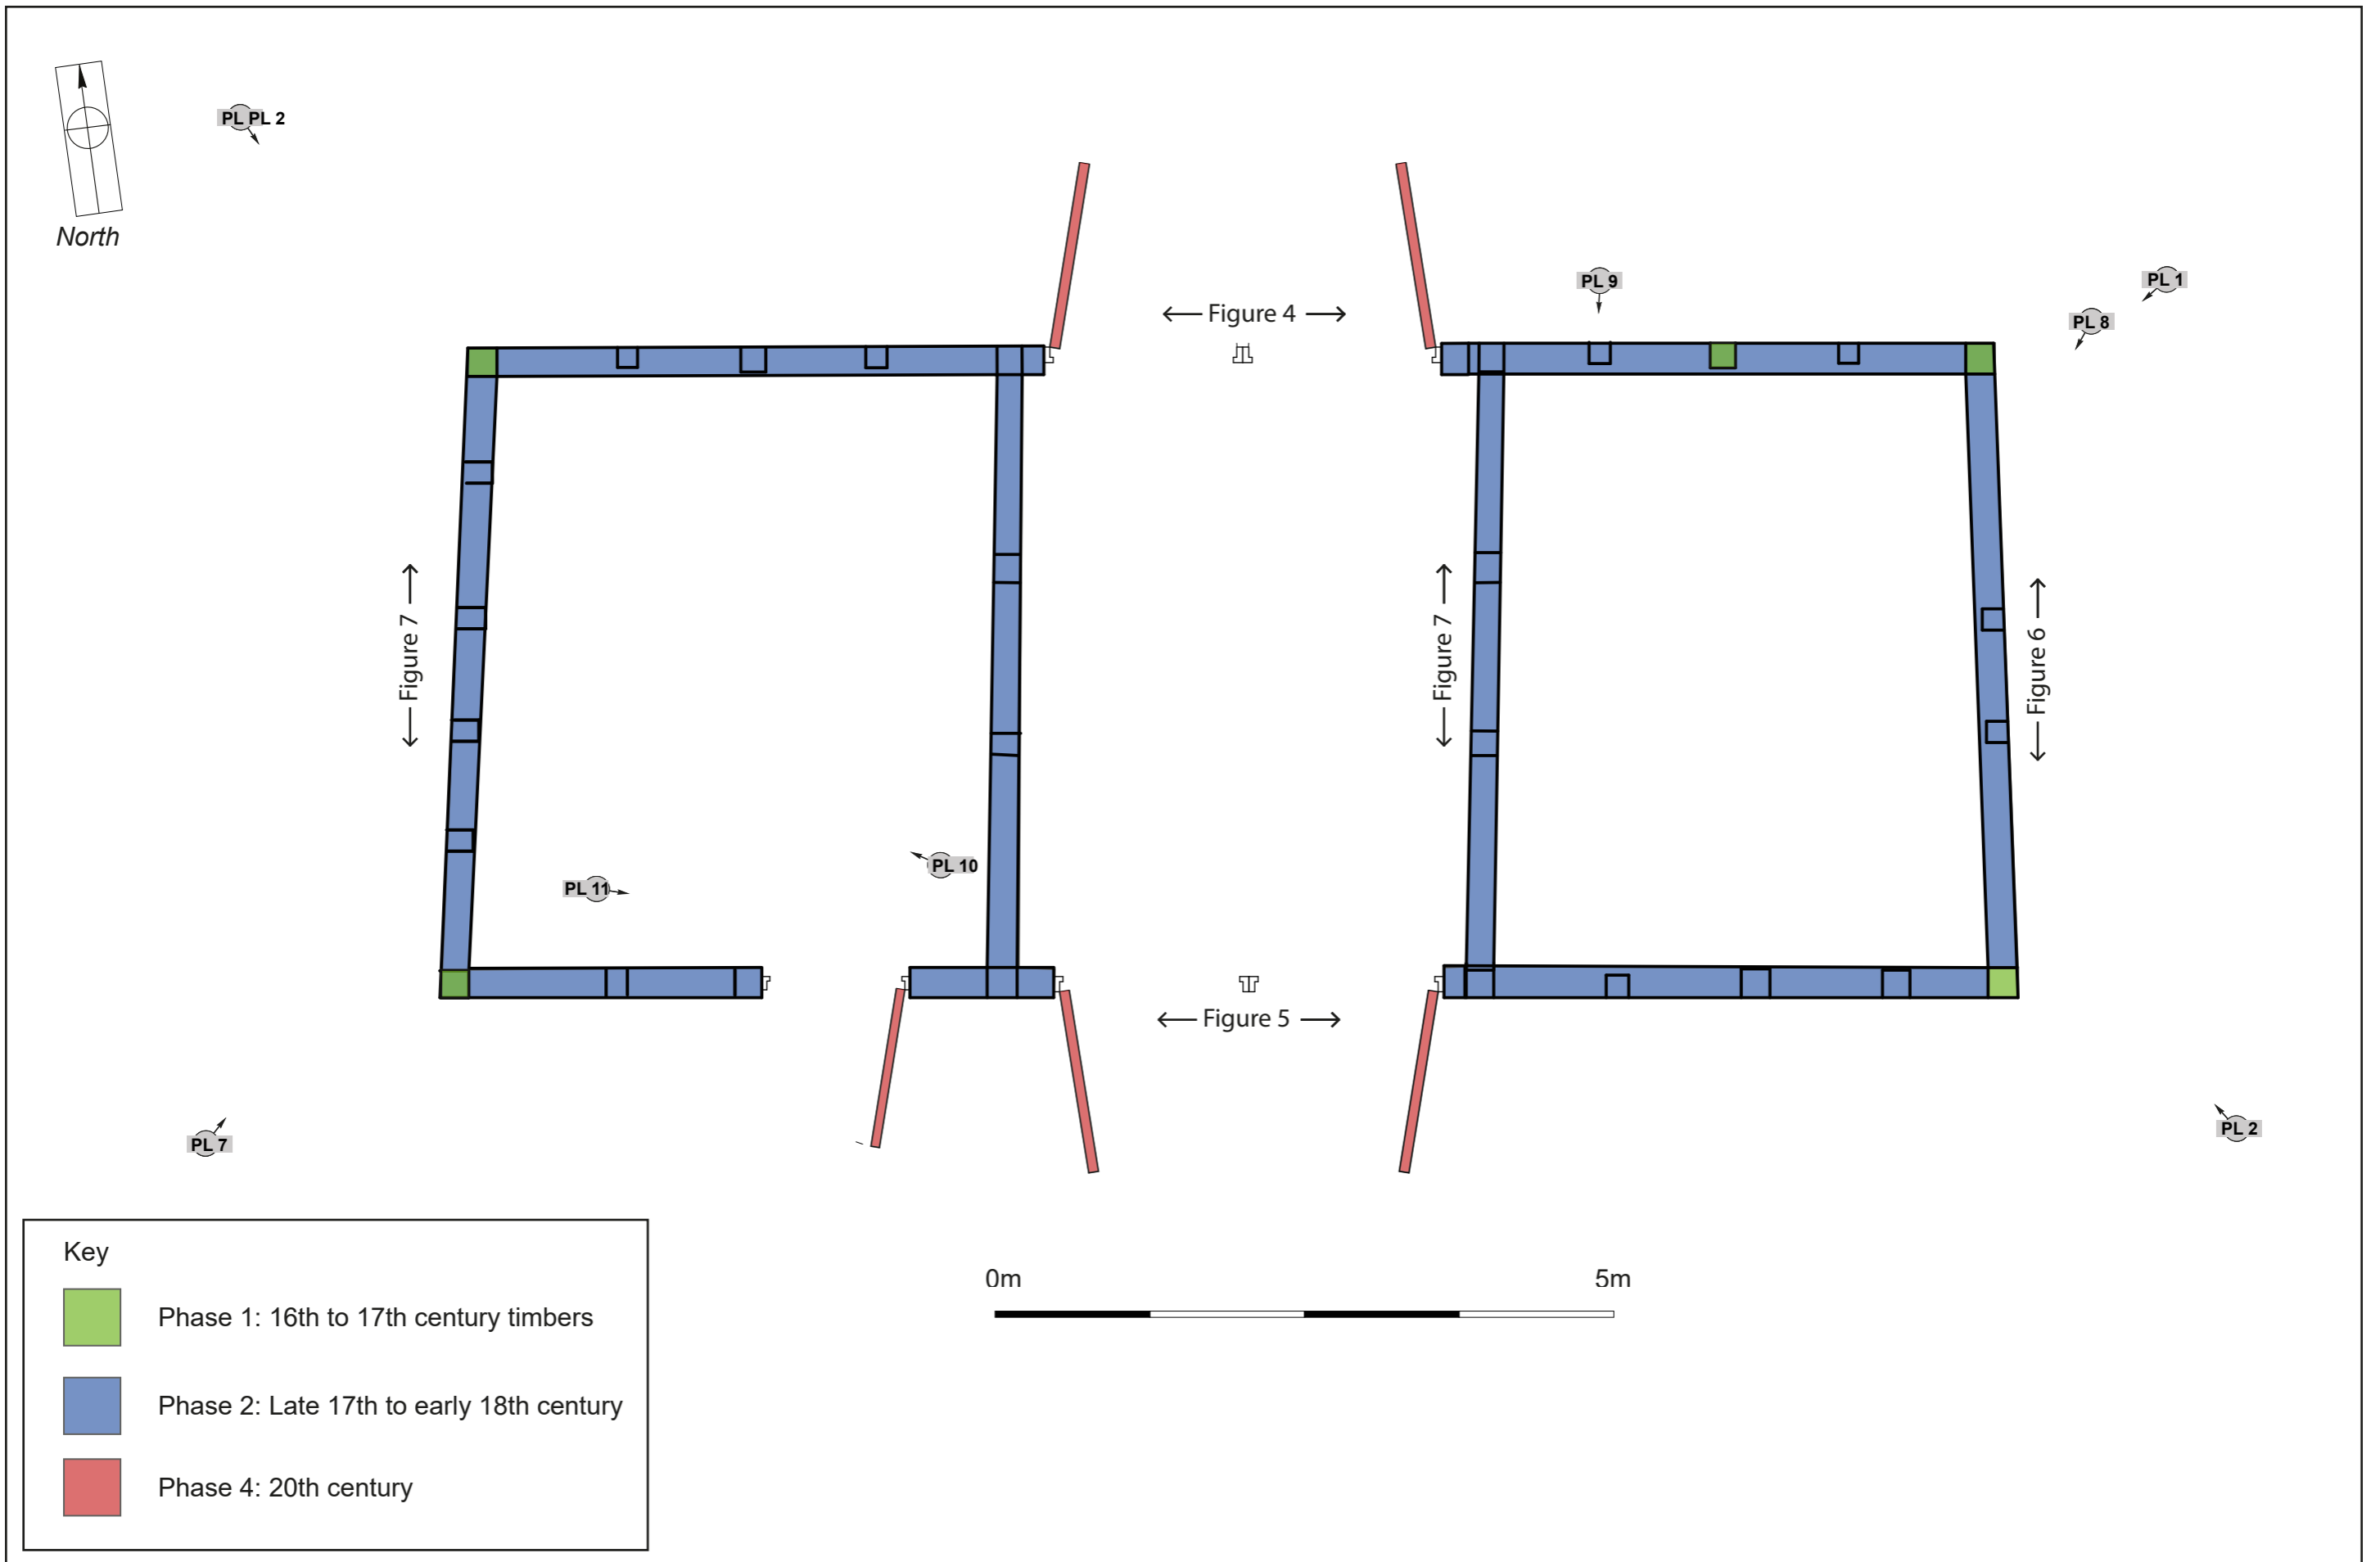 PL PL 2
North
PL 9
PL 1
Figure 4
PL 8
Figure 7
Figure 7
Figure 6
PL 10
PL 11
Figure 5
PL 7
PL 2
Key
Phase 1: 16th to 17th century timbers
Phase 2: Late 17th to early 18th century
Phase 4: 20th century
0m
5m